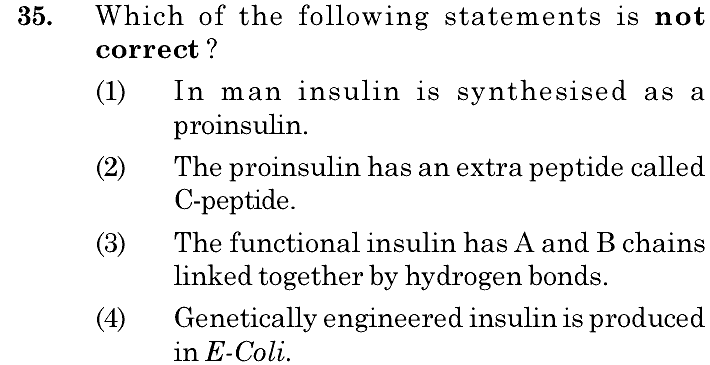 35. Which of the following statements is not
correct ?
(1) In man insulin is synthesised as a
proinsulin.
(2) The proinsulin has an extra peptide called
C-peptide.
(3) The functional insulin has A and B chains
linked together by hydrogen bonds.
(4) Genetically engineered insulin is produced
in E-Coli.